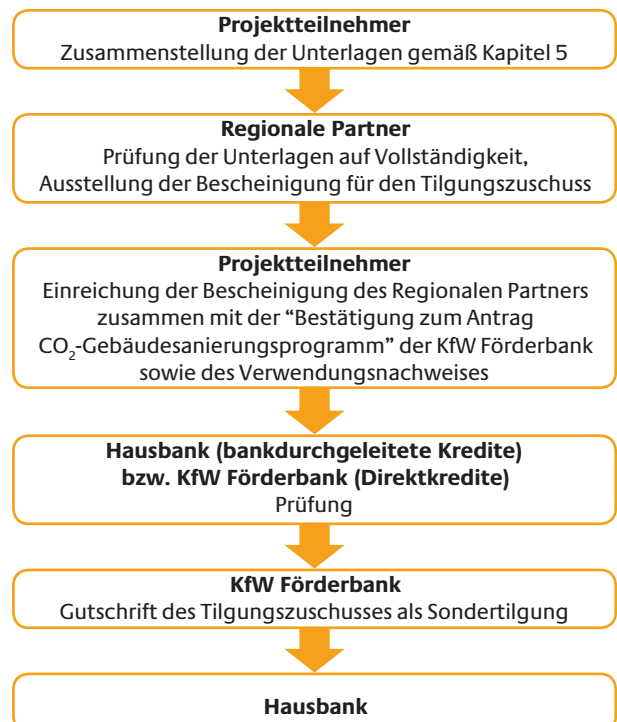 Projektteilnehmer
Zusammenstellung der Unterlagen gemäß Kapitel 5
Regionale Partner
Prüfung der Unterlagen auf Vollständigkeit,
Ausstellung der Bescheinigung für den Tilgungszuschuss
Projektteilnehmer
Einreichung der Bescheinigung des Regionalen Partners
zusammen mit der “Bestätigung zum Antrag
CO₂-Gebäudesanierungsprogramm” der KfW Förderbank
sowie des Verwendungsnachweises
Hausbank (bankdurchgeleitete Kredite)
bzw. KfW Förderbank (Direktkredite)
Prüfung
KfW Förderbank
Gutschrift des Tilgungszuschusses als Sondertilgung
Hausbank